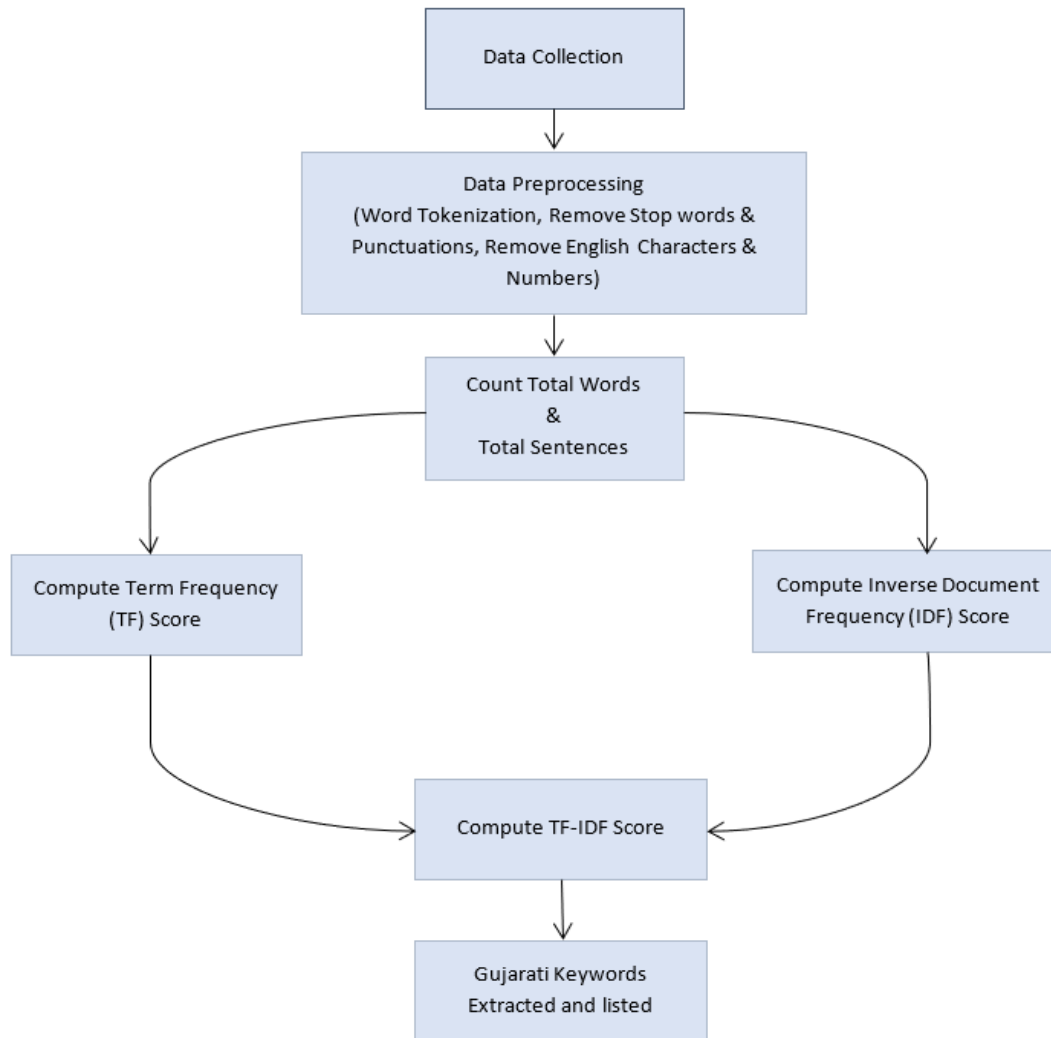 Data Collection
Data Preprocessing
(Word Tokenization, Remove Stop words &
Punctuations, Remove English Characters &
Numbers)
Count Total Words
&
Total Sentences
Compute Term Frequency
(TF) Score
Compute Inverse Document
Frequency (IDF) Score
Compute TF-IDF Score
Gujarati Keywords
Extracted and listed